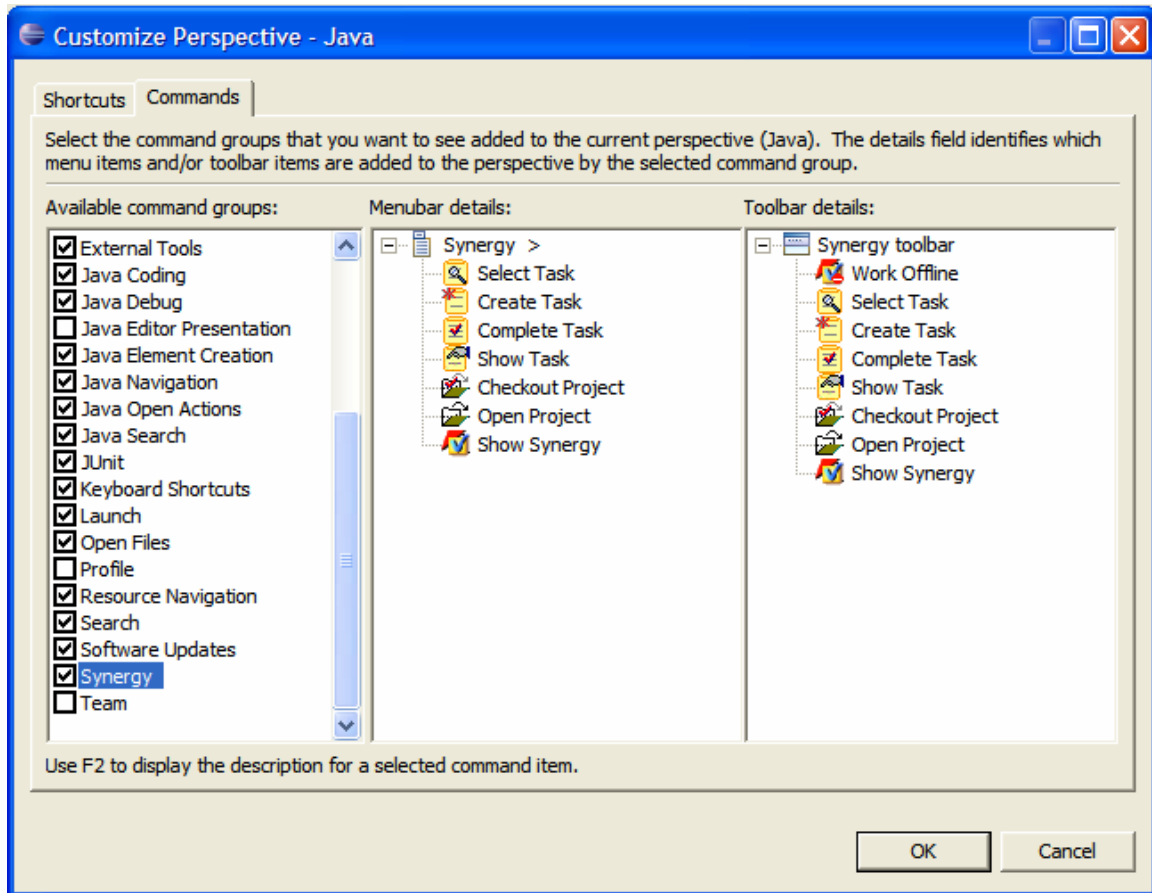 Customize Perspective - Java
Shortcuts
Commands
Select the command groups that you want to see added to the current perspective (Java). The details field identifies which
menu items and/or toolbar items are added to the perspective by the selected command group.
Available command groups:
External Tools
Java Coding
Java Debug
Java Editor Presentation
Java Element Creation
Java Navigation
Java Open Actions
Java Search
JUnit
Keyboard Shortcuts
Launch
Open Files
Profile
Resource Navigation
Search
Software Updates
Synergy
Team
Menubar details:
Synergy >
Select Task
Create Task
Complete Task
Show Task
Checkout Project
Open Project
Show Synergy
Toolbar details:
Synergy toolbar
Work Offline
Select Task
Create Task
Complete Task
Show Task
Checkout Project
Open Project
Show Synergy
Use F2 to display the description for a selected command item.
OK
Cancel